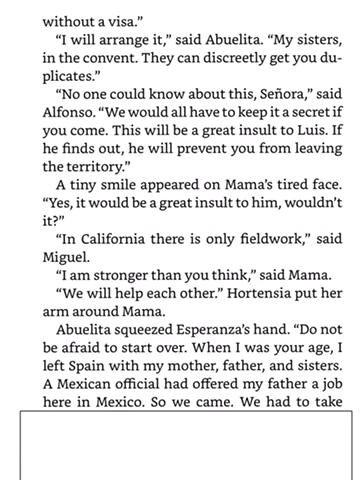 without a visa.”
“I will arrange it,” said Abuelita. “My sisters,
in the convent. They can discreetly get you du-
plicates.”
“No one could know about this, Señora,” said
Alfonso. “We would all have to keep it a secret if
you come. This will be a great insult to Luis. If
he finds out, he will prevent you from leaving
the territory.”
A tiny smile appeared on Mama’s tired face.
“Yes, it would be a great insult to him, wouldn’t
it?”
“In California there is only fieldwork,” said
Miguel.
“I am stronger than you think,” said Mama.
“We will help each other.” Hortensia put her
arm around Mama.
Abuelita squeezed Esperanza’s hand. “Do not
be afraid to start over. When I was your age, I
left Spain with my mother, father, and sisters.
A Mexican official had offered my father a job
here in Mexico. So we came. We had to take